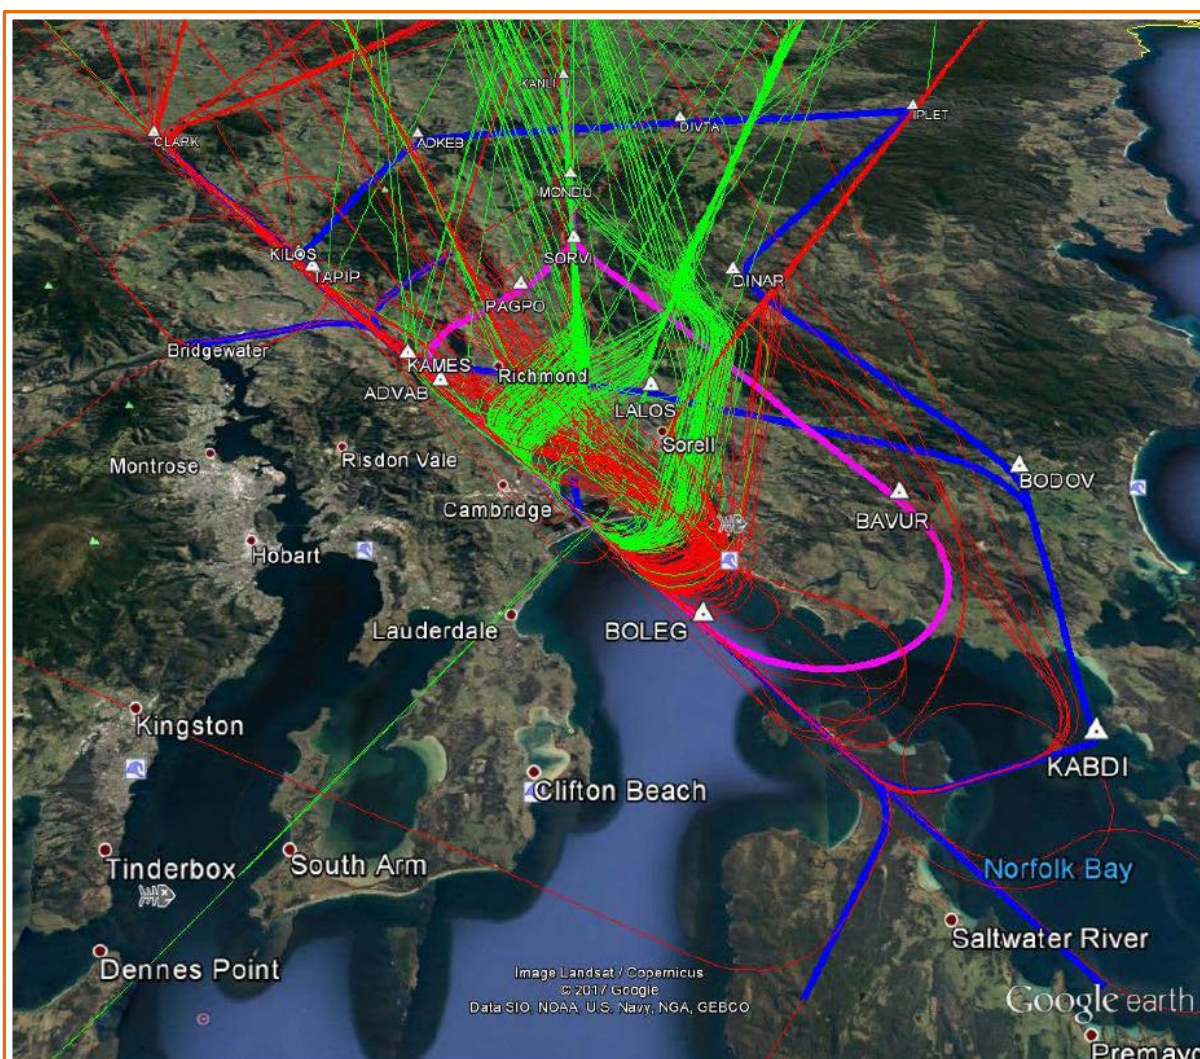 KANLI
CLARK
ADKEB
DIVTA
IPLET
MONDU
KILOS
TAPIP
SORVI
DINAR
PAGPO
Bridgewater
KAMES
Richmond
ADVAB
LALOS
Sorell
Montrose
Risdon Vale
BODOV
Cambridge
BAVUR
Hobart
Lauderdale
BOLEG
Kingston
KABDI
Clifton Beach
Tinderbox
South Arm
Norfolk Bay
Saltwater River
Dennes Point
Image Landsat / Copernicus
© 2017 Google
Data SIO, NOAA, U.S. Navy, NGA, GEBCO
Google earth
Premay